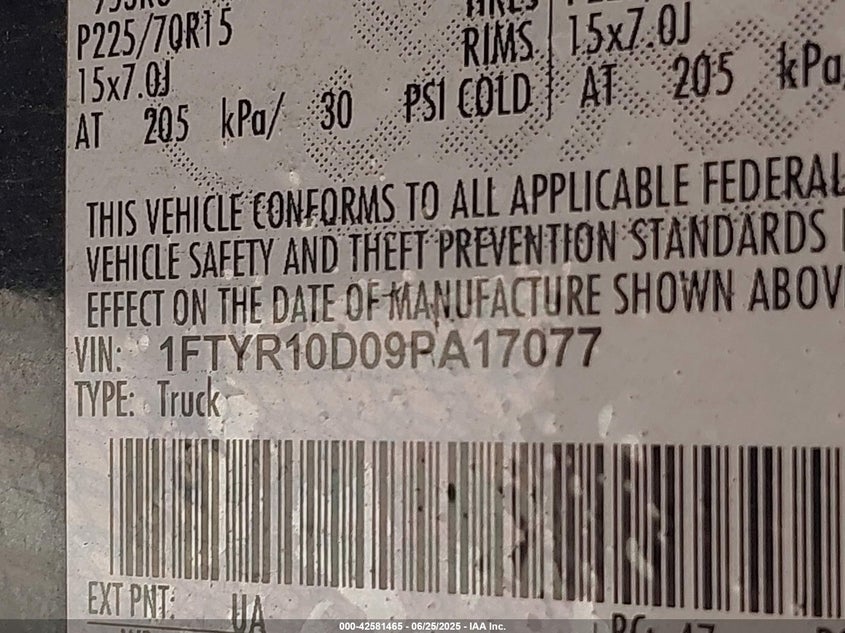 P225/70R15
15x7.0J
RIMS 15x7.0J
AT 205 kPa/ 30 PSI COLD AT 205 kPa/
THIS VEHICLE CONFORMS TO ALL APPLICABLE FEDERAL
VEHICLE SAFETY AND THEFT PREVENTION STANDARDS
EFFECT ON THE DATE OF MANUFACTURE SHOWN ABOV
VIN: 1FTYR10D09PA17077
TYPE: Truck
EXT PNT: UA
000-42581465 - 06/25/2025 - IAA Inc.